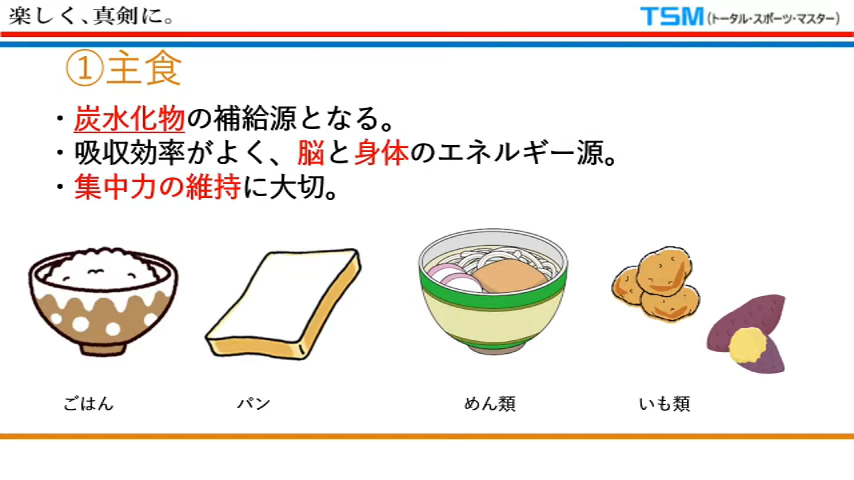 楽しく、真剣に。
TSM(トータル・スポーツ・マスター)
①主食
・炭水化物の補給源となる。
・吸収効率がよく、脳と身体のエネルギー源。
・集中力の維持に大切。
ごはん
パン
めん類
いも類